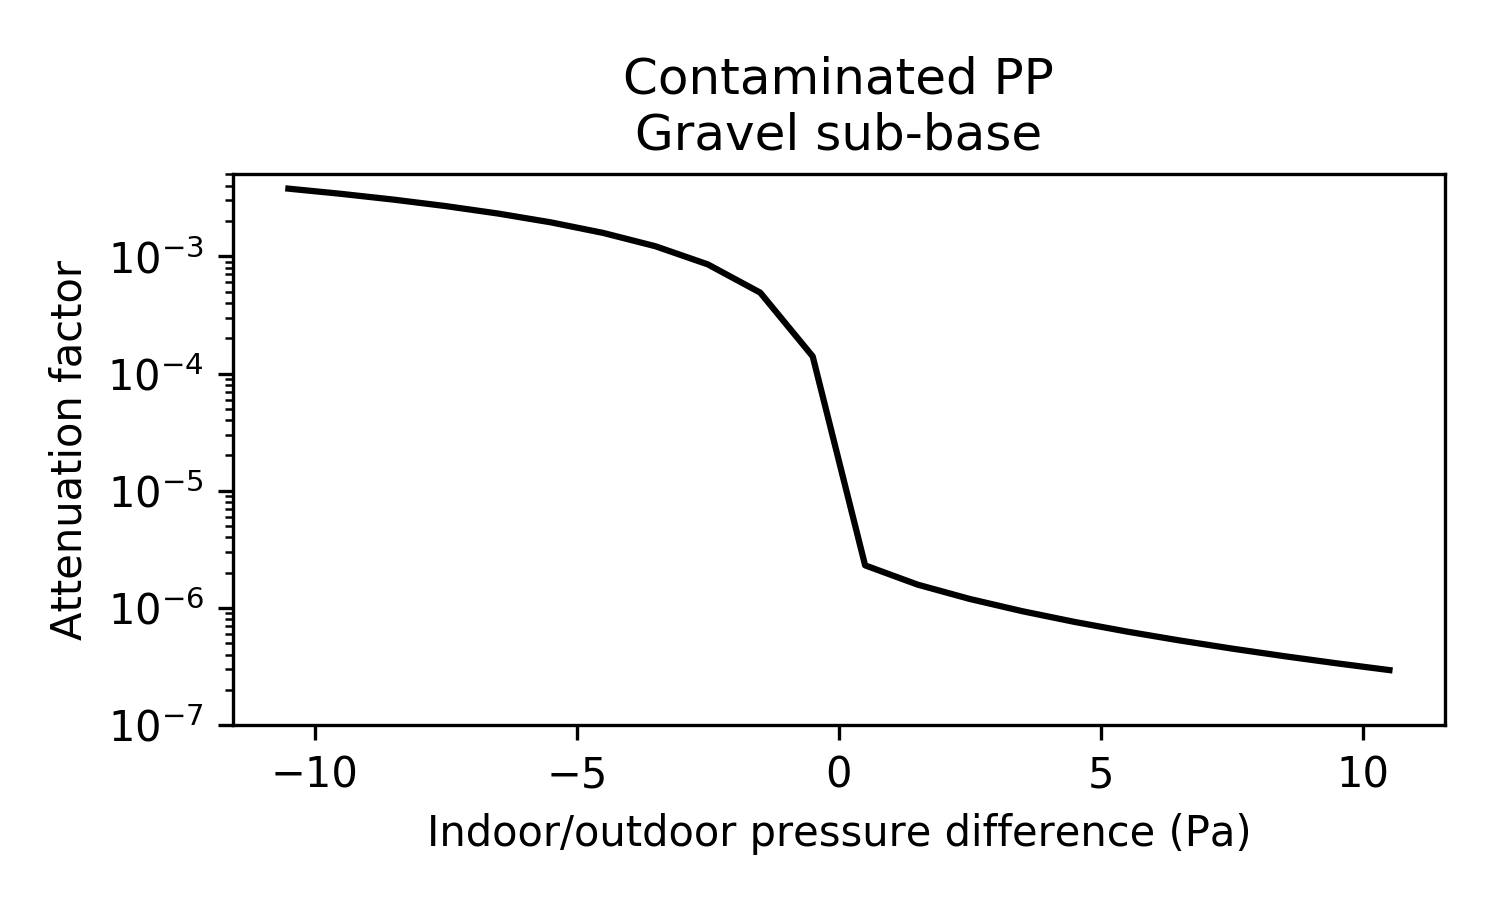 Contaminated PP
Gravel sub-base
Attenuation factor
10⁻³
10⁻⁴
10⁻⁵
10⁻⁶
10⁻⁷
−10
−5
0
5
10
Indoor/outdoor pressure difference (Pa)